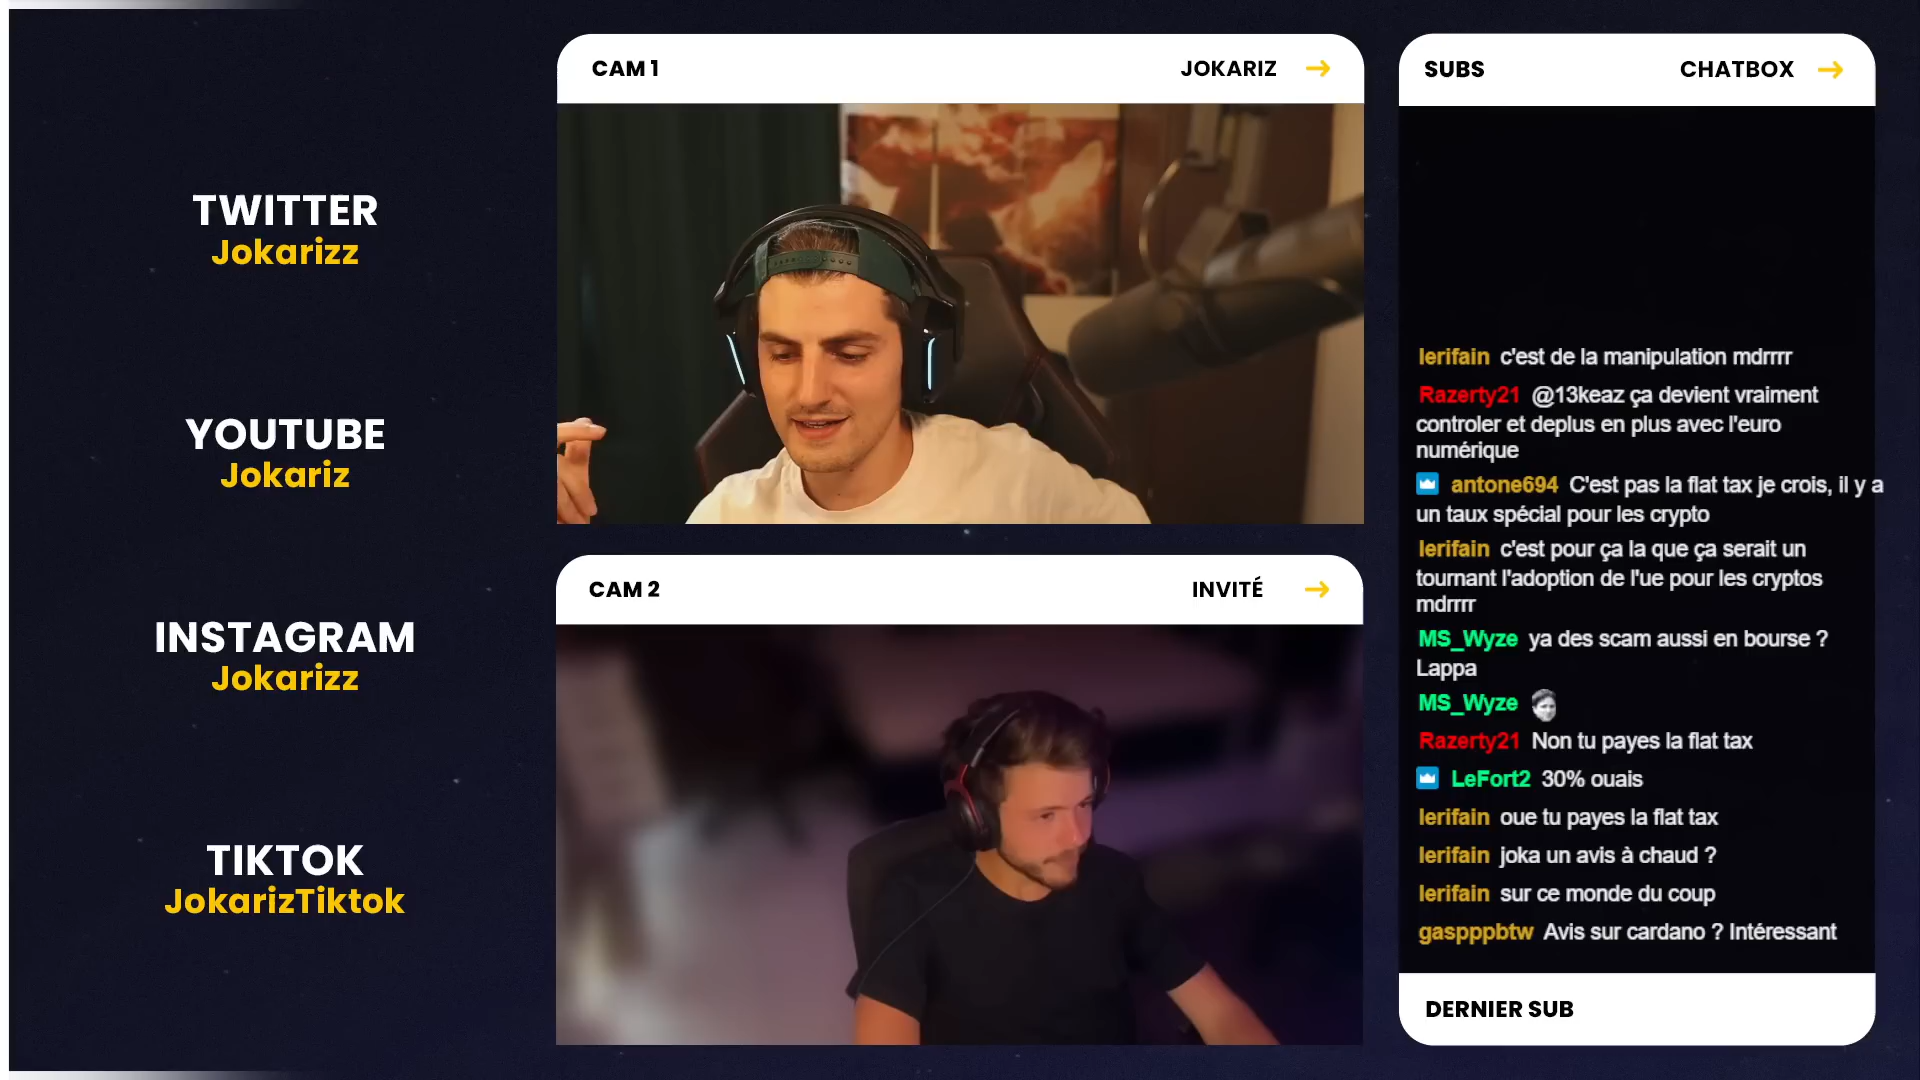 TWITTER
Jokarizz
YOUTUBE
Jokariz
INSTAGRAM
Jokarizz
TIKTOK
JokarizTiktok
CAM 1
JOKARIZ
CAM 2
INVITÉ
SUBS
CHATBOX
lerifain c'est de la manipulation mdrrrr
Razerty21 @13keaz ça devient vraiment
controler et deplus en plus avec l'euro
numérique
antone694 C'est pas la flat tax je crois, il y a
un taux spécial pour les crypto
lerifain c'est pour ça la que ça serait un
tournant l'adoption de l'ue pour les cryptos
mdrrrr
MS_Wyze ya des scam aussi en bourse ?
Lappa
MS_Wyze
Razerty21 Non tu payes la flat tax
LeFort2 30% ouais
lerifain oue tu payes la flat tax
lerifain joka un avis à chaud ?
lerifain sur ce monde du coup
gaspppbtw Avis sur cardano ? Intéressant
DERNIER SUB